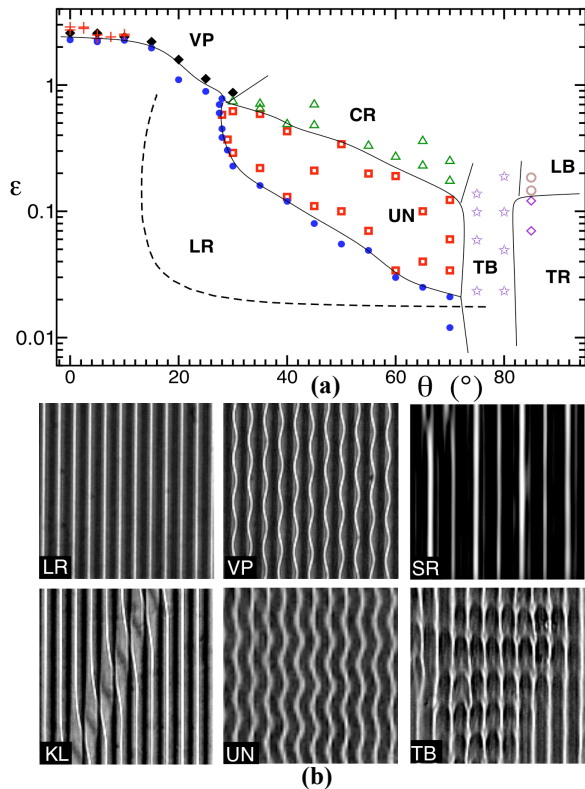 VP
1
CR
ε
0.1
LB
UN
LR
TB
TR
0.01
0 20 40 60 80
(a) θ (°)
LR VP SR
KL UN TB
(b)